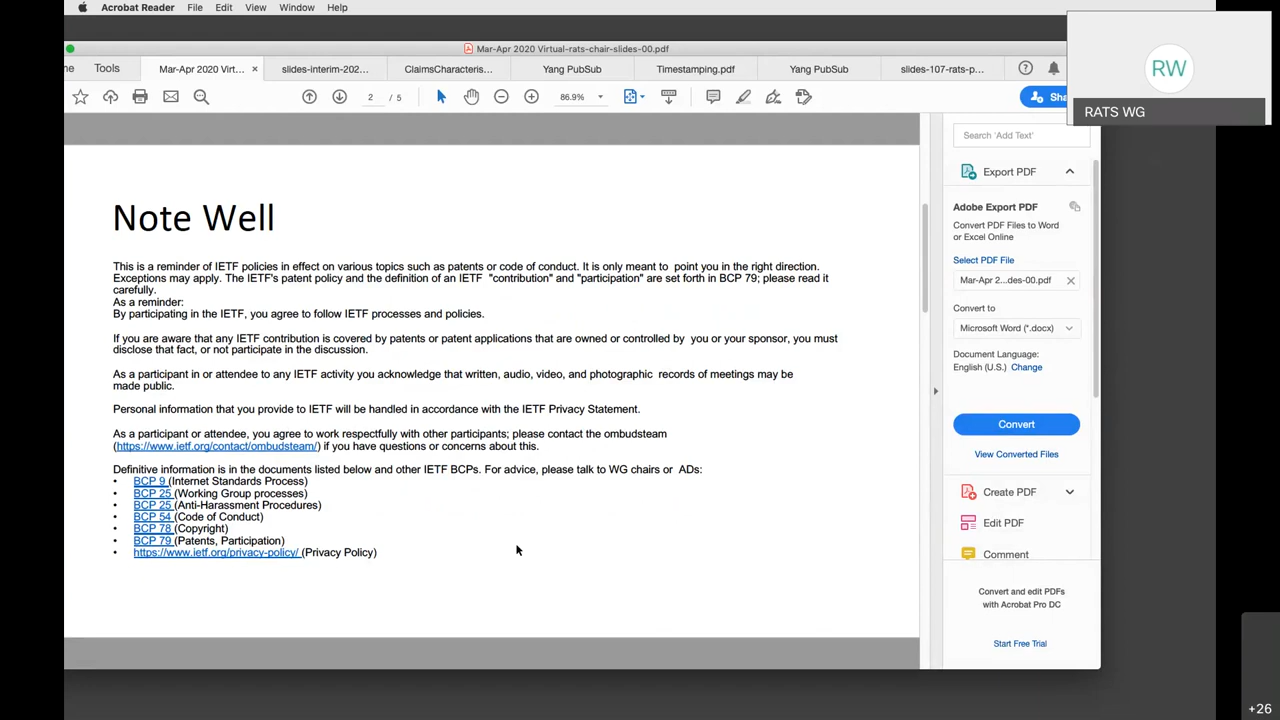 Acrobat Reader File Edit View Window Help
Mar-Apr 2020 Virtual-rats-chair-slides-00.pdf
me Tools Mar-Apr 2020 Virt... × slides-interim-202... ClaimsCharacteris... Yang PubSub Timestamping.pdf Yang PubSub slides-107-rats-p...
2 / 5 86.9% Sha
RW
RATS WG
Search 'Add Text'
Export PDF
Adobe Export PDF
Convert PDF Files to Word
or Excel Online
Select PDF File
Mar-Apr 2...des-00.pdf
Convert to
Microsoft Word (*.docx)
Document Language:
English (U.S.) Change
Convert
View Converted Files
Create PDF
Edit PDF
Comment
Convert and edit PDFs
with Acrobat Pro DC
Start Free Trial
Note Well
This is a reminder of IETF policies in effect on various topics such as patents or code of conduct. It is only meant to point you in the right direction.
Exceptions may apply. The IETF's patent policy and the definition of an IETF "contribution" and "participation" are set forth in BCP 79; please read it
carefully.
As a reminder:
By participating in the IETF, you agree to follow IETF processes and policies.
If you are aware that any IETF contribution is covered by patents or patent applications that are owned or controlled by you or your sponsor, you must
disclose that fact, or not participate in the discussion.
As a participant in or attendee to any IETF activity you acknowledge that written, audio, video, and photographic records of meetings may be
made public.
Personal information that you provide to IETF will be handled in accordance with the IETF Privacy Statement.
As a participant or attendee, you agree to work respectfully with other participants; please contact the ombudsteam
(https://www.ietf.org/contact/ombudsteam/) if you have questions or concerns about this.
Definitive information is in the documents listed below and other IETF BCPs. For advice, please talk to WG chairs or ADs:
• BCP 9 (Internet Standards Process)
• BCP 25 (Working Group processes)
• BCP 25 (Anti-Harassment Procedures)
• BCP 54 (Code of Conduct)
• BCP 78 (Copyright)
• BCP 79 (Patents, Participation)
• https://www.ietf.org/privacy-policy/ (Privacy Policy)
+26